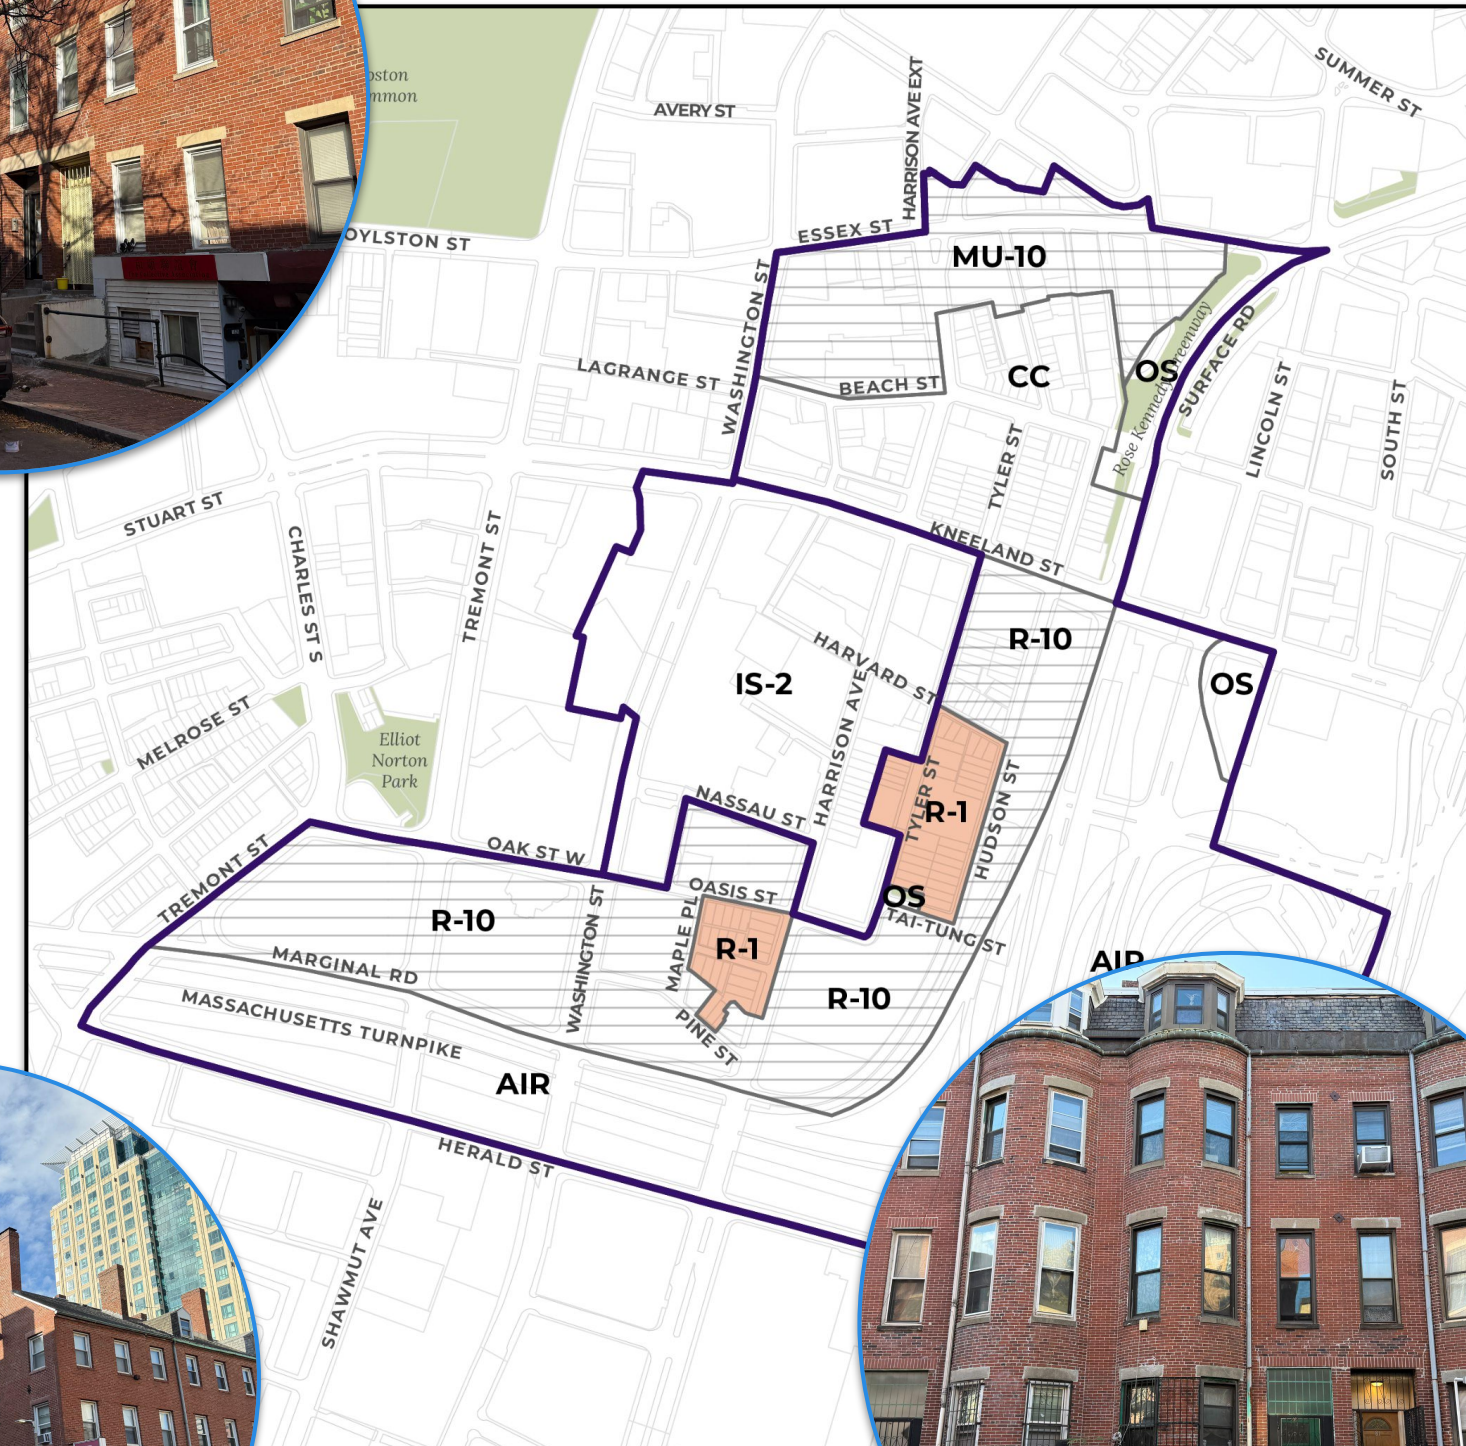 SUMMER ST
oston
mmon
AVERY ST
HARRISON AVE EXT
OYLSTON ST
ESSEX ST
MU-10
WASHINGTON ST
Rose Kennedy Greenway
SURFACE RD
LAGRANGE ST
BEACH ST
CC
OS
LINCOLN ST
SOUTH ST
TYLER ST
STUART ST
CHARLES ST S
TREMONT ST
KNEELAND ST
R-10
HARVARD ST
IS-2
OS
MELROSE ST
Elliot
Norton
Park
HARRISON AVE
TYLER ST
R-1
HUDSON ST
NASSAU ST
OAK ST W
TREMONT ST
OASIS ST
OS
TAI-TUNG ST
R-10
WASHINGTON ST
MAPLE PL
R-1
MARGINAL RD
AIR
R-10
MASSACHUSETTS TURNPIKE
PINE ST
AIR
HERALD ST
SHAWMUT AVE